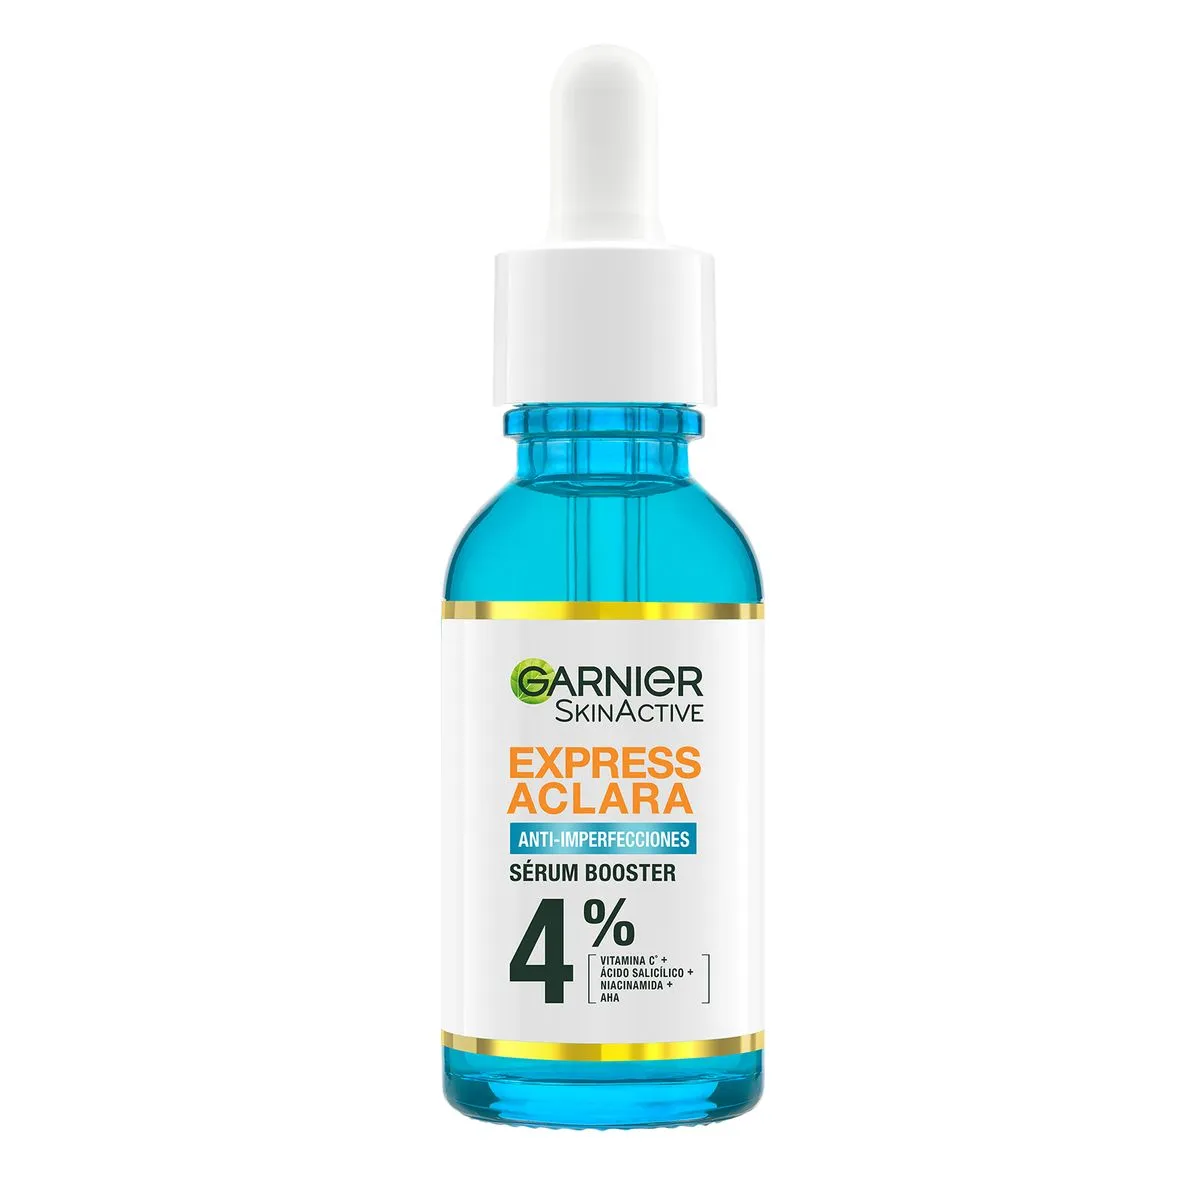 GARNIER
SKINACTIVE
EXPRESS
ACLARA
ANTI-IMPERFECCIONES
SÉRUM BOOSTER
4%
VITAMINA C* +
ÁCIDO SALICÍLICO +
NIACINAMIDA +
AHA